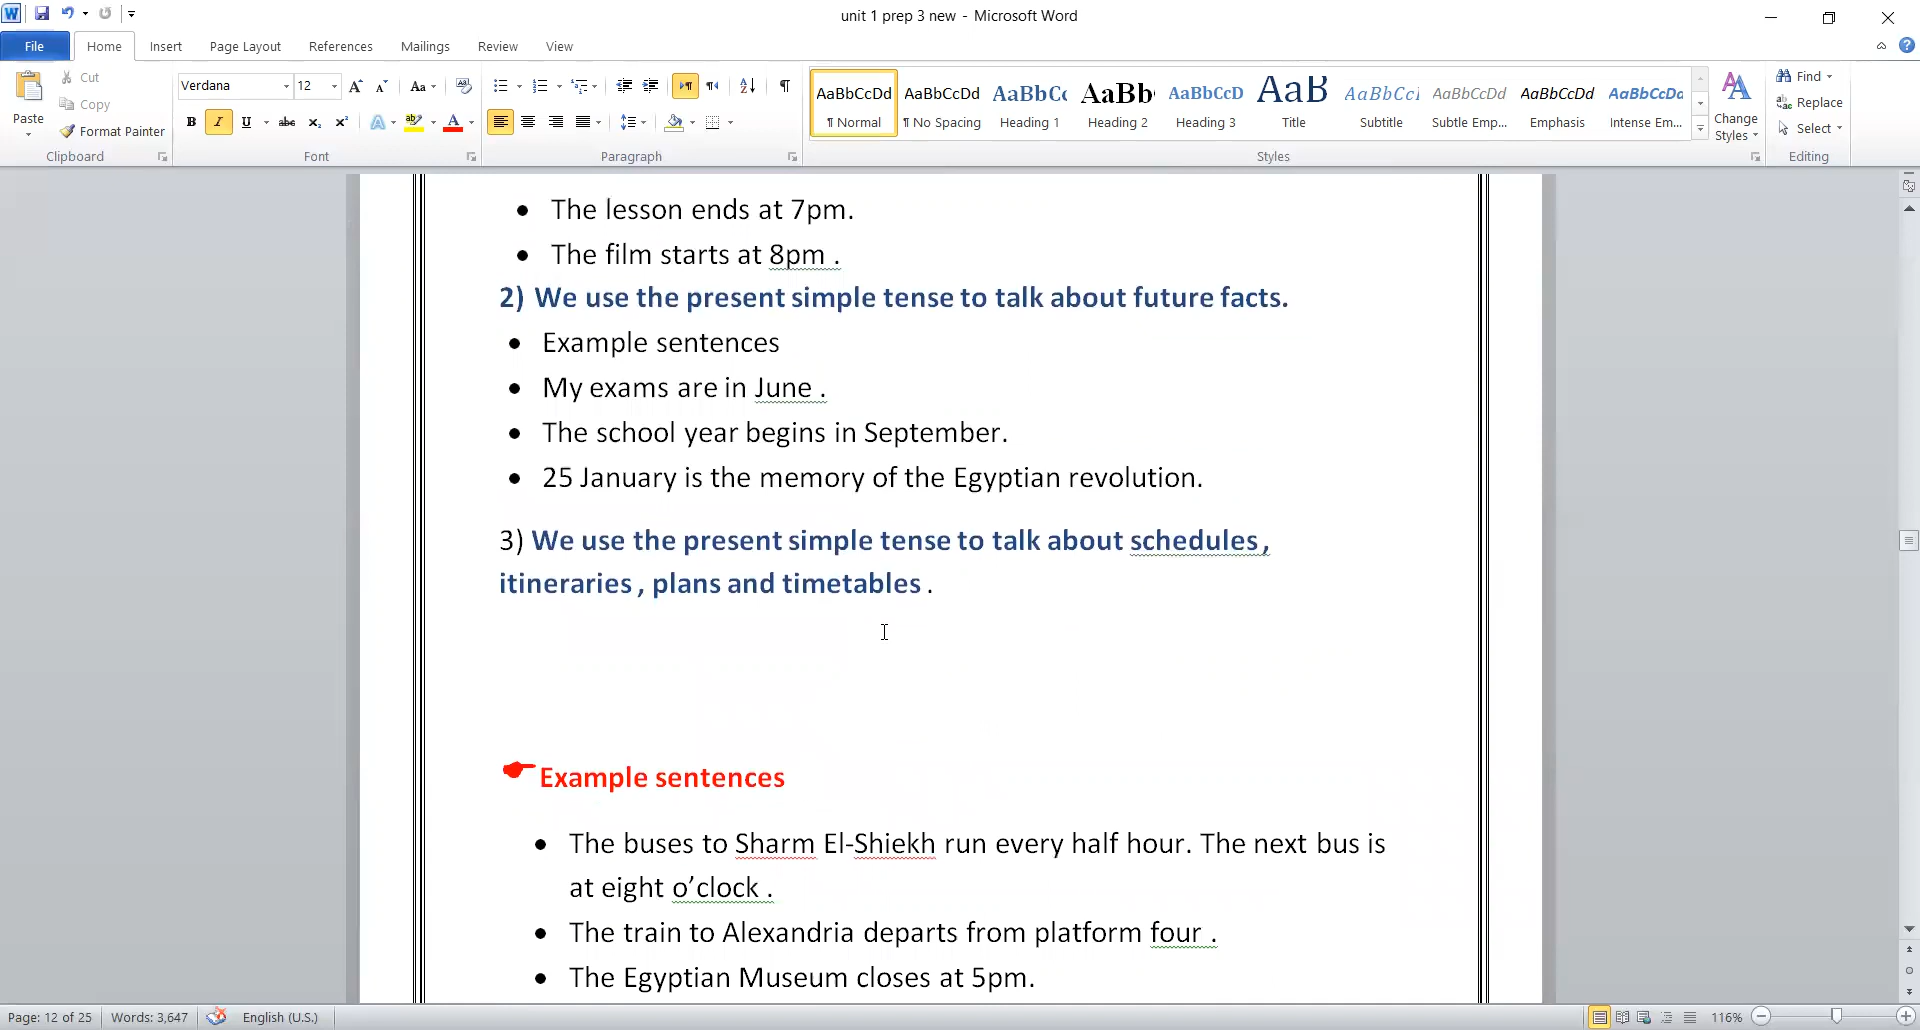 unit 1 prep 3 new - Microsoft Word
File Home Insert Page Layout References Mailings Review View
Paste
Cut
Copy
Format Painter
Clipboard
Verdana 12
Font
Paragraph
AaBbCcDd AaBbCcDd AaBbCc AaBb AaBbCcD AaB AaBbCcI AaBbCcDd AaBbCcDd AaBbCcDd
¶ Normal ¶ No Spacing Heading 1 Heading 2 Heading 3 Title Subtitle Subtle Emp... Emphasis Intense Em...
Change Styles
Styles
Find
Replace
Select
Editing
• The lesson ends at 7pm.
• The film starts at 8pm .
2) We use the present simple tense to talk about future facts.
• Example sentences
• My exams are in June .
• The school year begins in September.
• 25 January is the memory of the Egyptian revolution.
3) We use the present simple tense to talk about schedules ,
itineraries , plans and timetables .
Example sentences
• The buses to Sharm El-Shiekh run every half hour. The next bus is
at eight o’clock .
• The train to Alexandria departs from platform four .
• The Egyptian Museum closes at 5pm.
Page: 12 of 25 Words: 3,647 English (U.S.) 116%